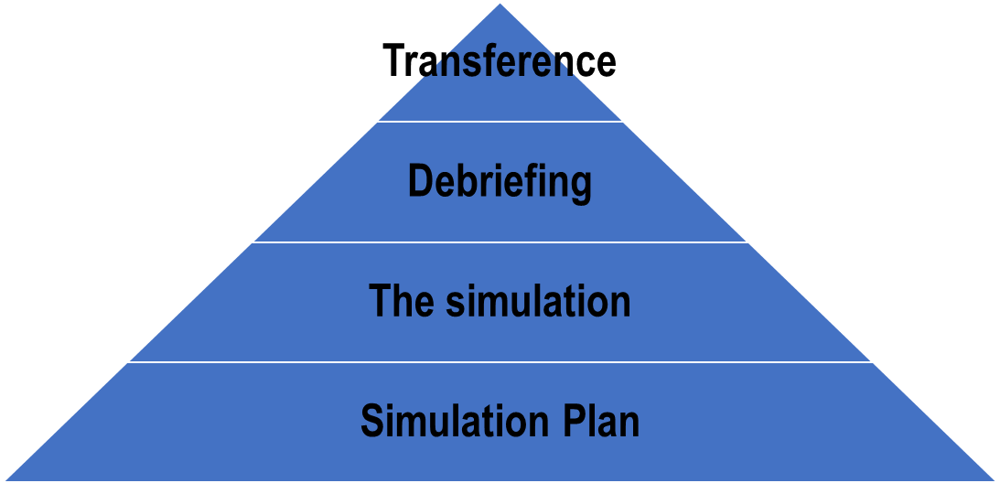 Transference
Debriefing
The simulation
Simulation Plan